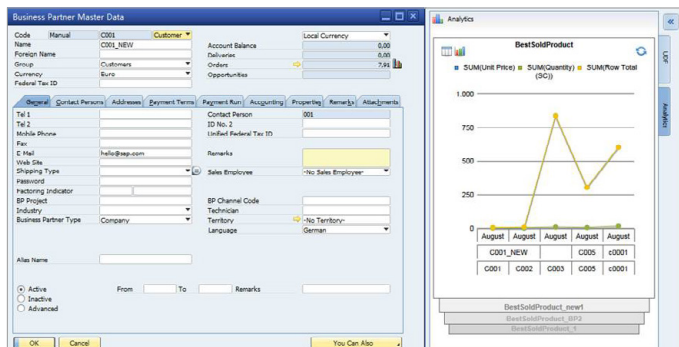 Business Partner Master Data
Code Manual C001 Customer Local Currency
Name C001_NEW Account Balance 0,00
Foreign Name Deliveries 0,00
Group Customers Orders 7,91
Currency Euro Opportunities
Federal Tax ID
General Contact Persons Addresses Payment Terms Payment Run Accounting Properties Remarks Attachments
Tel 1 Contact Person 001
Tel 2 ID No. 2
Mobile Phone Unified Federal Tax ID
Fax
E-Mail hello@sap.com Remarks
Web Site
Shipping Type Sales Employee -No Sales Employee-
Password
Factoring Indicator
BP Project BP Channel Code
Industry Technician
Business Partner Type Company Territory -No Territory-
Language German
Alias Name
Active From To Remarks
Inactive
Advanced
OK Cancel You Can Also
Analytics
BestSoldProduct
SUM(Unit Price) SUM(Quantity) SUM(Row Total
(SC))
1.000
750
500
250
0
August August August August August
C001_NEW C005 c0001
C001 C002 C003 C005 c0001
BestSoldProduct_new1
BestSoldProduct_BP2
BestSoldProduct_1
UDF
Analytics